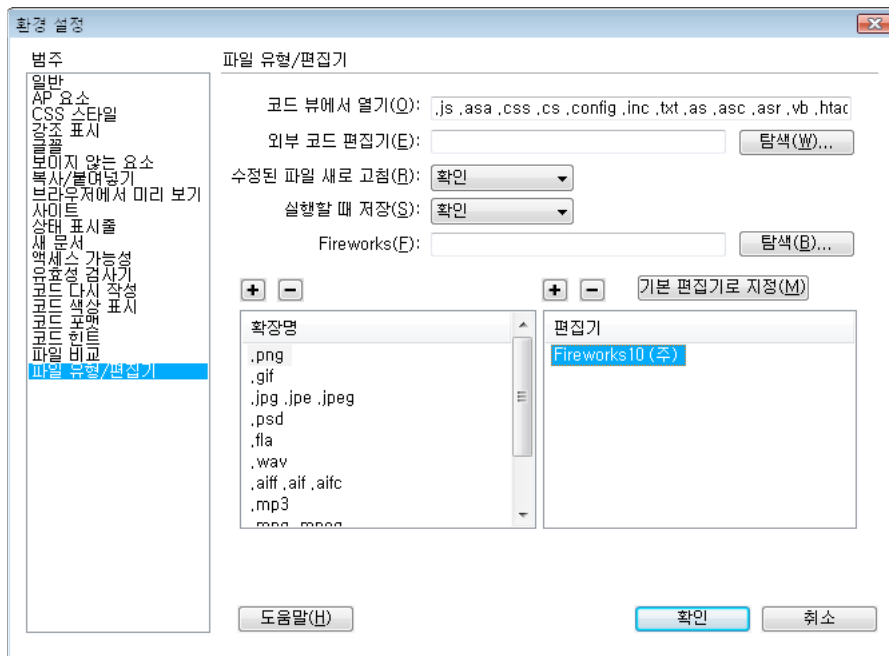 환경 설정
범주
일반
AP 요소
CSS 스타일
강조 표시
글꼴
보이지 않는 요소
복사/붙여넣기
브라우저에서 미리 보기
사이트
상태 표시줄
새 문서
액세스 가능성
유효성 검사기
코드 다시 작성
코드 색상 표시
코드 포맷
코드 힌트
파일 비교
파일 유형/편집기
파일 유형/편집기
코드 뷰에서 열기(O): .js .asa .css .cs .config .inc .txt .as .asc .asr .vb .htac
외부 코드 편집기(E): 탐색(W)...
수정된 파일 새로 고침(R): 확인
실행할 때 저장(S): 확인
Fireworks(F): 탐색(B)...
기본 편집기로 지정(M)
확장명
.png
.gif
.jpg .jpe .jpeg
.psd
.fla
.wav
.aiff .aif .aifc
.mp3
.mpg .mpeg
편집기
Fireworks10 (주)
도움말(H) 확인 취소